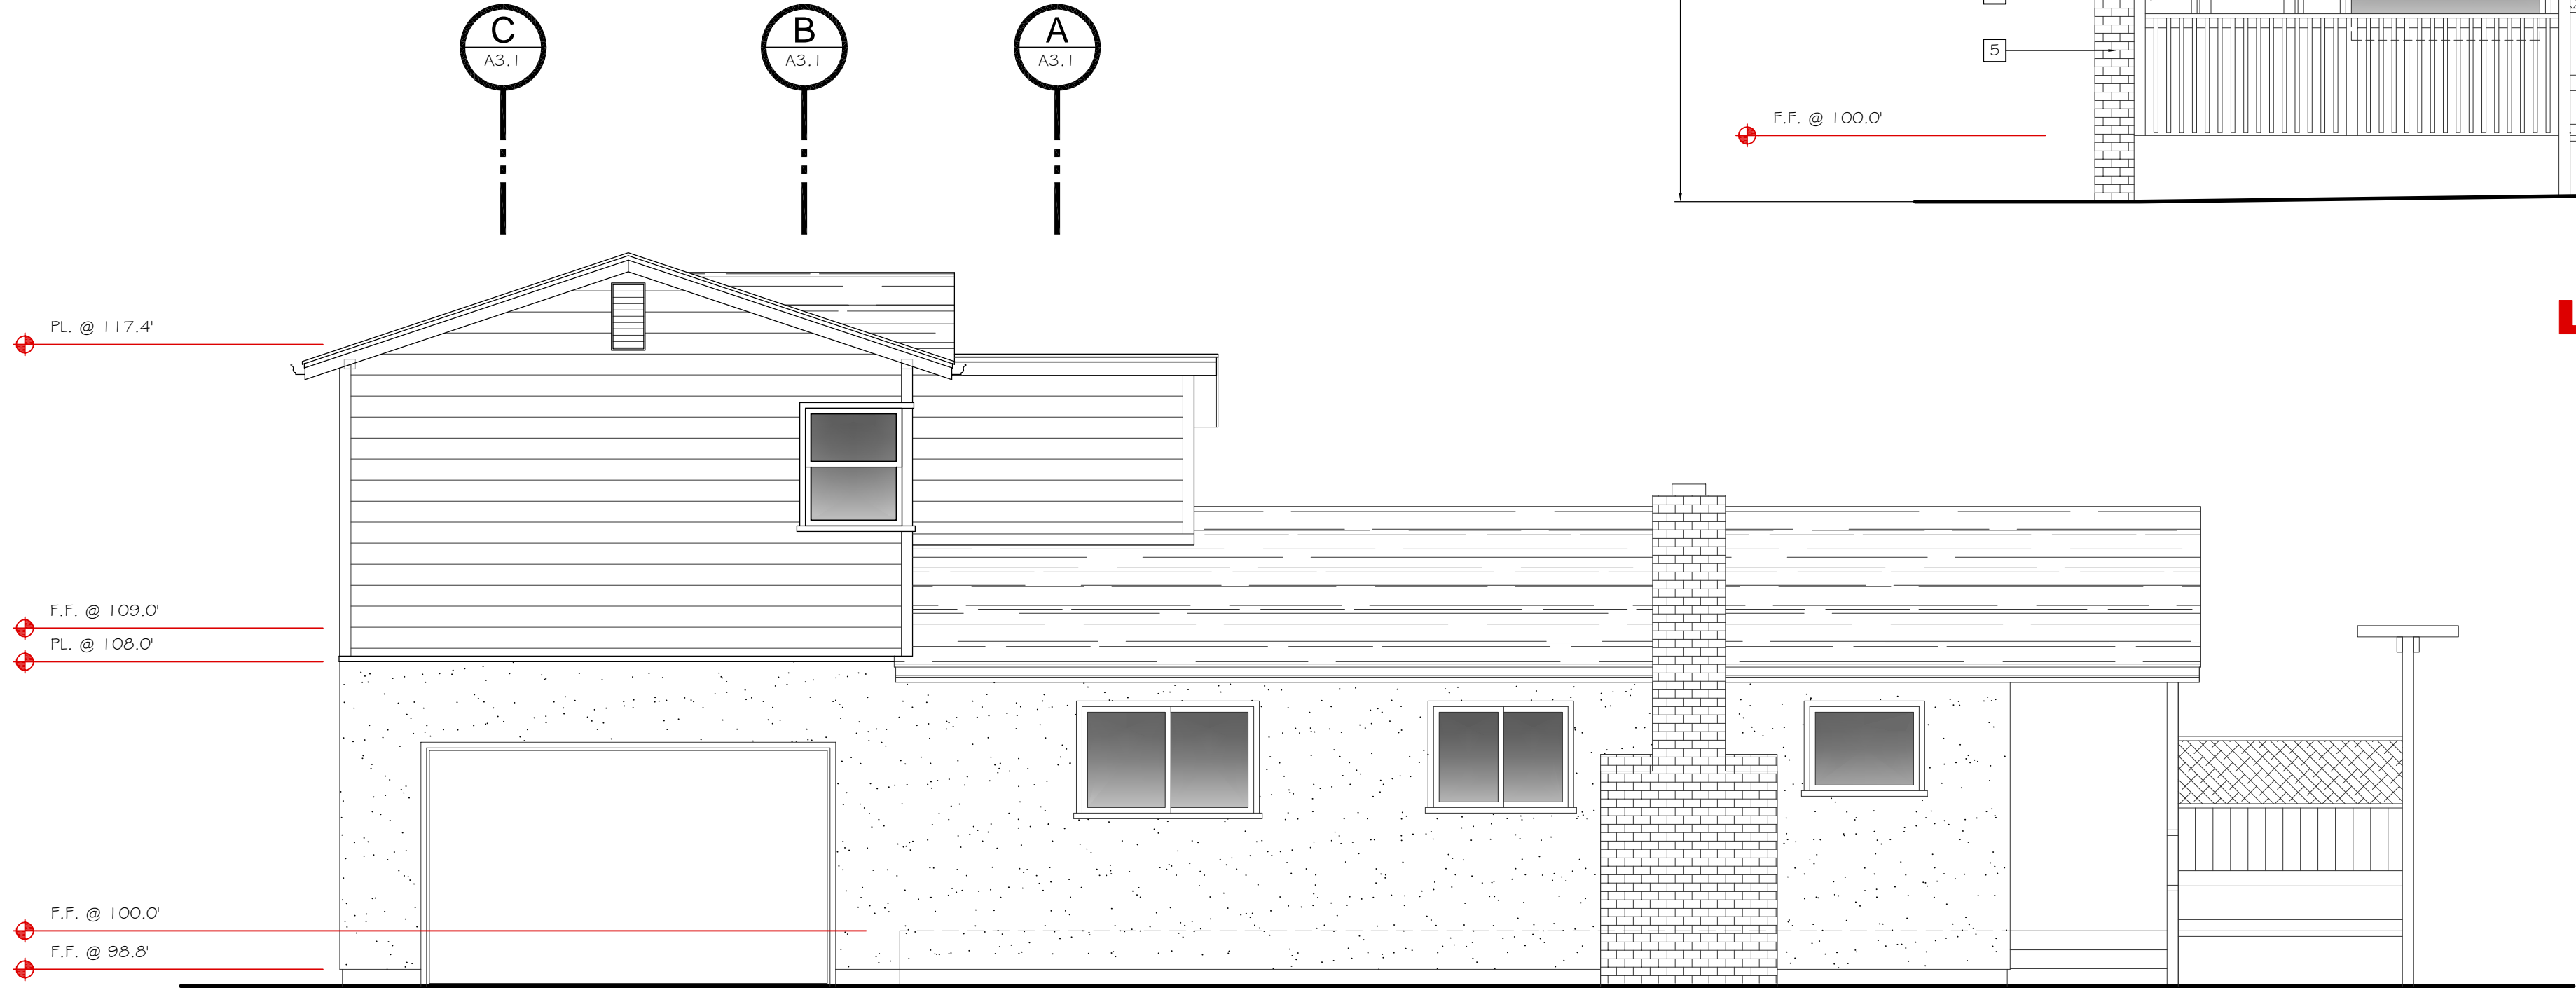 C
A3.1
B
A3.1
A
A3.1
5
F.F. @ 100.0'
PL. @ 117.4'
F.F. @ 109.0'
PL. @ 108.0'
F.F. @ 100.0'
F.F. @ 98.8'